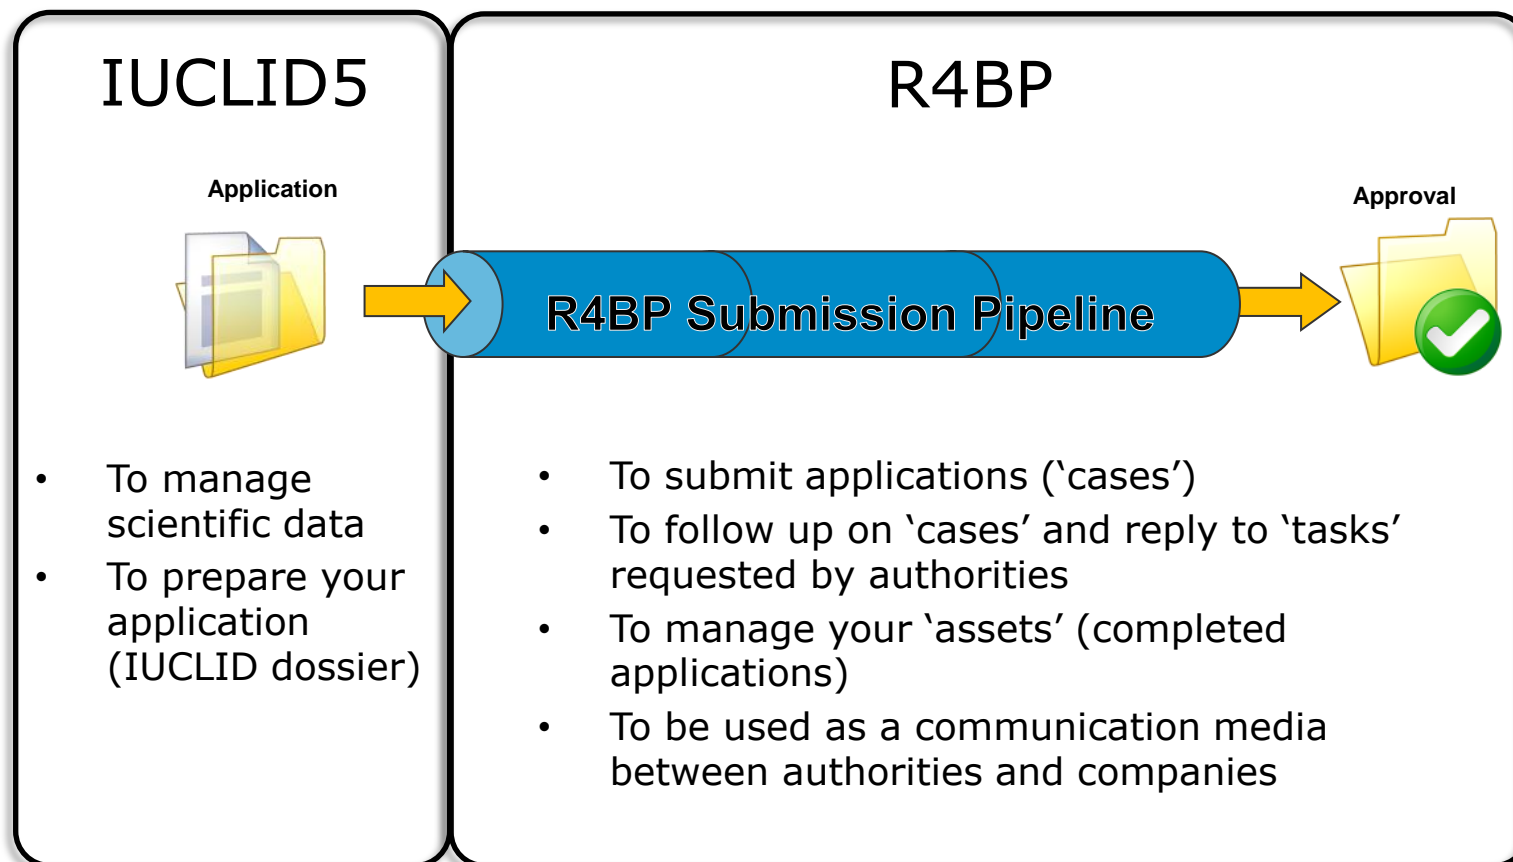 IUCLID5
Application
• To manage
scientific data
• To prepare your
application
(IUCLID dossier)
R4BP
Approval
R4BP Submission Pipeline
• To submit applications (‘cases’)
• To follow up on ‘cases’ and reply to ‘tasks’
requested by authorities
• To manage your ‘assets’ (completed
applications)
• To be used as a communication media
between authorities and companies